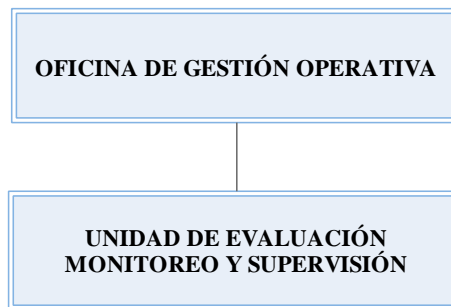 OFICINA DE GESTIÓN OPERATIVA
UNIDAD DE EVALUACIÓN
MONITOREO Y SUPERVISIÓN